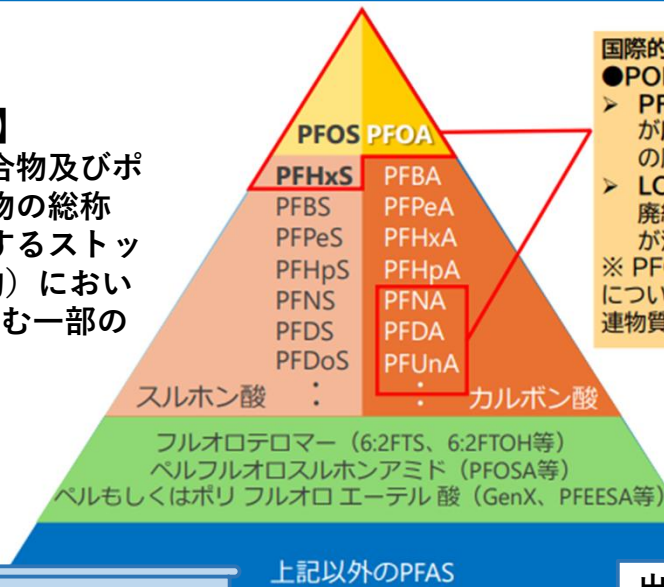 】
合物及びポ
物の総称
するストッ
）におい
む一部の
PFOS PFOA
PFHxS PFBA
PFBS PFPeA
PFPeS PFHxA
PFHpS PFHpA
PFNS PFNA
PFDS PFDA
PFDoS PFUnA
スルホン酸 : : カルボン酸
フルオロテロマー（6:2FTS、6:2FTOH等）
ペルフルオロスルホンアミド（PFOSA等）
ペルもしくはポリ フルオロ エーテル 酸（GenX、PFEESA等）
上記以外のPFAS
国際的
●PO
➢ PF
が
の
➢ LC
廃
が
※ PF
につい
連物質